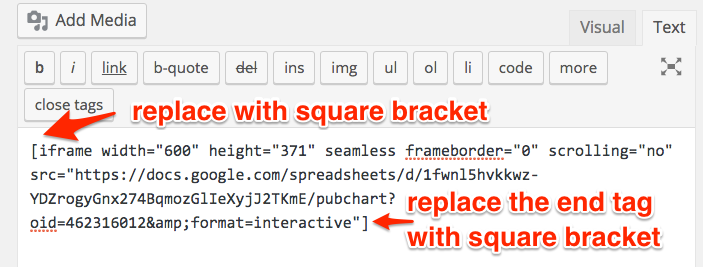 Add Media
Visual Text
b i link b-quote del ins img ul ol li code more
close tags
replace with square bracket
[iframe width="600" height="371" seamless frameborder="0" scrolling="no"
src="https://docs.google.com/spreadsheets/d/1fwnl5hvkkwz-
YDZrogyGnx274BqmozGlIeXyjJ2TKmE/pubchart?
oid=462316012&amp;format=interactive"]
replace the end tag
with square bracket